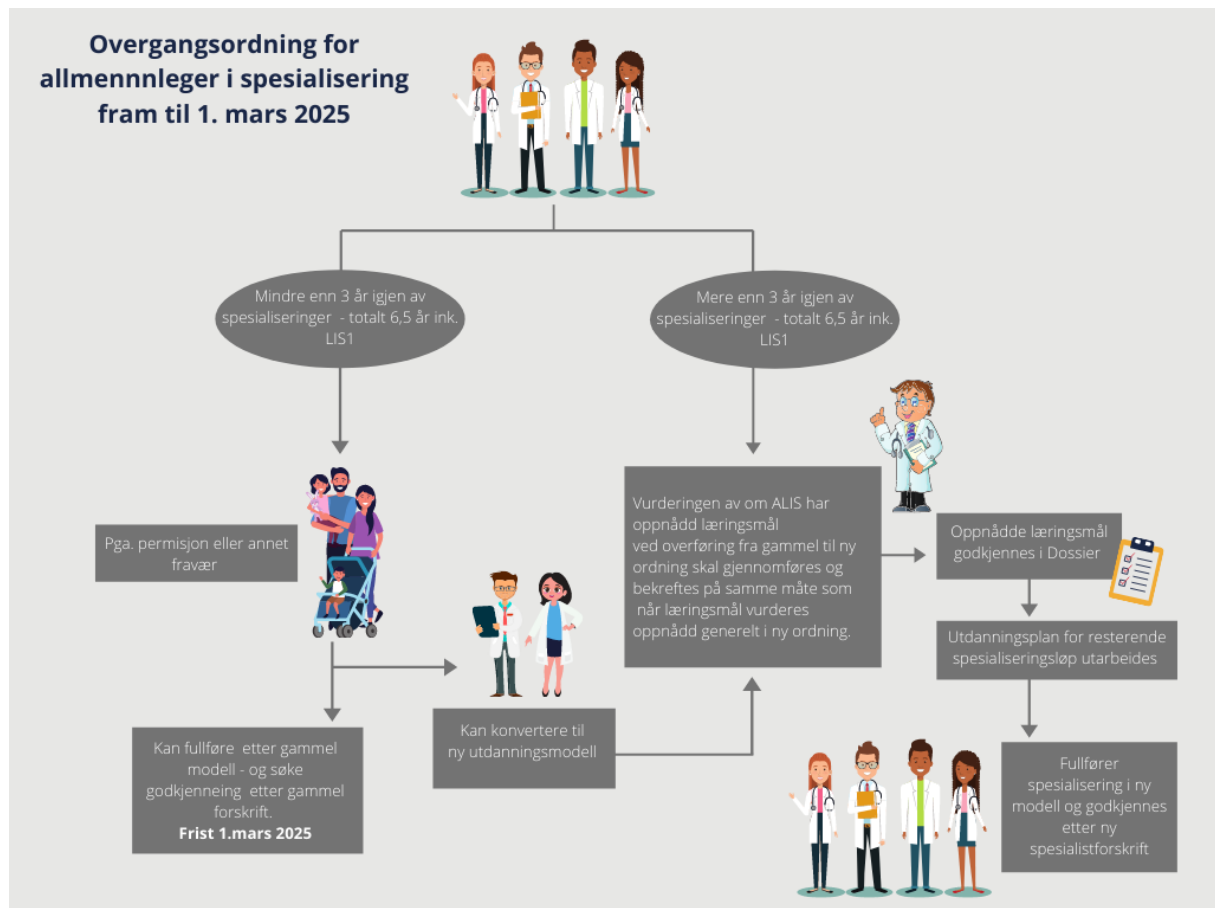 Overgangsordning for
allmennnleger i spesialisering
fram til 1. mars 2025
Mindre enn 3 år igjen av
spesialiseringer - totalt 6,5 år ink.
LIS1
Mere enn 3 år igjen av
spesialiseringer - totalt 6,5 år ink.
LIS1
Pga. permisjon eller annet
fravær
Kan fullføre etter gammel
modell - og søke
godkjenneing etter gammel
forskrift.
Frist 1.mars 2025
Kan konvertere til
ny utdanningsmodell
Vurderingen av om ALIS har
oppnådd læringsmål
ved overføring fra gammel til ny
ordning skal gjennomføres og
bekreftes på samme måte som
når læringsmål vurderes
oppnådd generelt i ny ordning.
Oppnådde læringsmål
godkjennes i Dossier
Utdanningsplan for resterende
spesialiseringsløp utarbeides
Fullfører
spesialisering i ny
modell og godkjennes
etter ny
spesialistforskrift